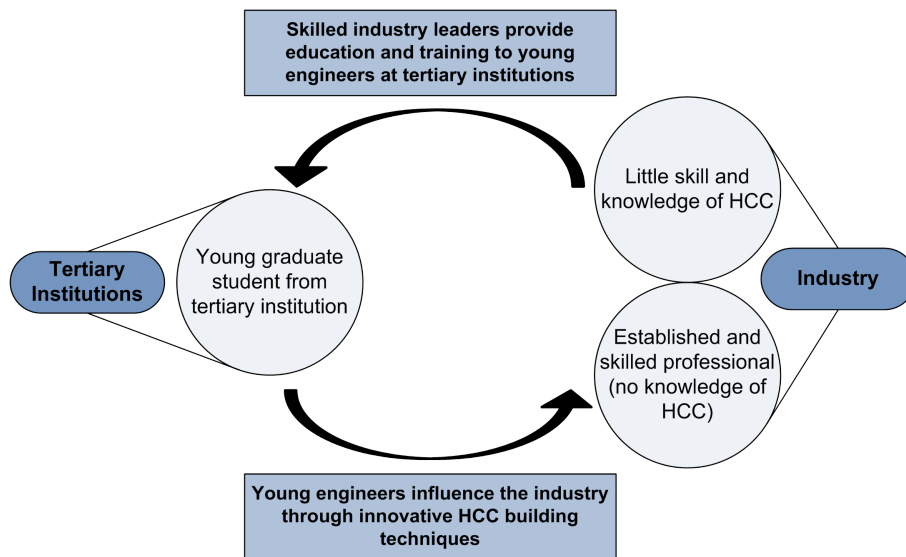 Skilled industry leaders provide
education and training to young
engineers at tertiary institutions
Little skill and
knowledge of HCC
Tertiary
Institutions
Young graduate
student from
tertiary institution
Industry
Established and
skilled professional
(no knowledge of
HCC)
Young engineers influence the industry
through innovative HCC building
techniques